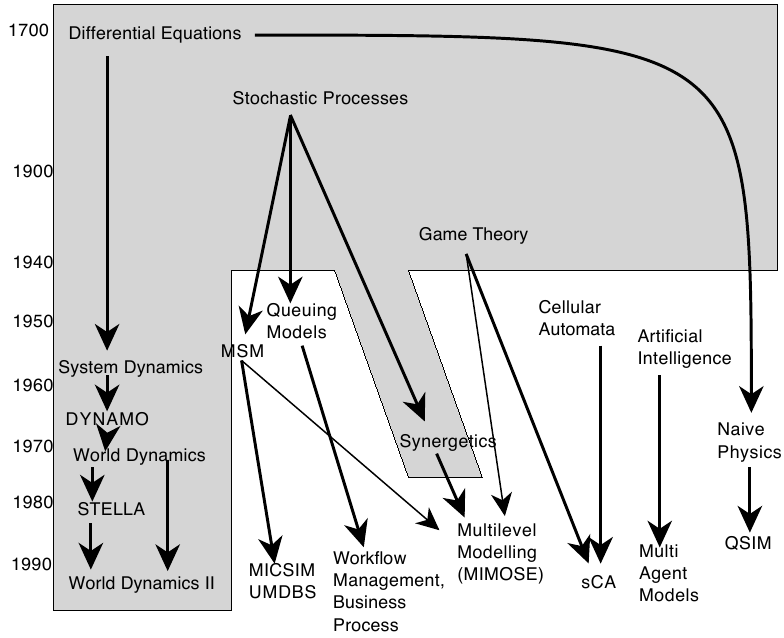 1700
Differential Equations
Stochastic Processes
1900
Game Theory
1940
1950
Queuing
Models
Cellular
Automata
Artificial
Intelligence
MSM
System Dynamics
1960
DYNAMO
Naive
Physics
1970
World Dynamics
Synergetics
1980
STELLA
Multilevel
Modelling
(MIMOSE)
QSIM
1990
World Dynamics II
MICSIM
UMDBS
Workflow
Management,
Business
Process
sCA
Multi
Agent
Models